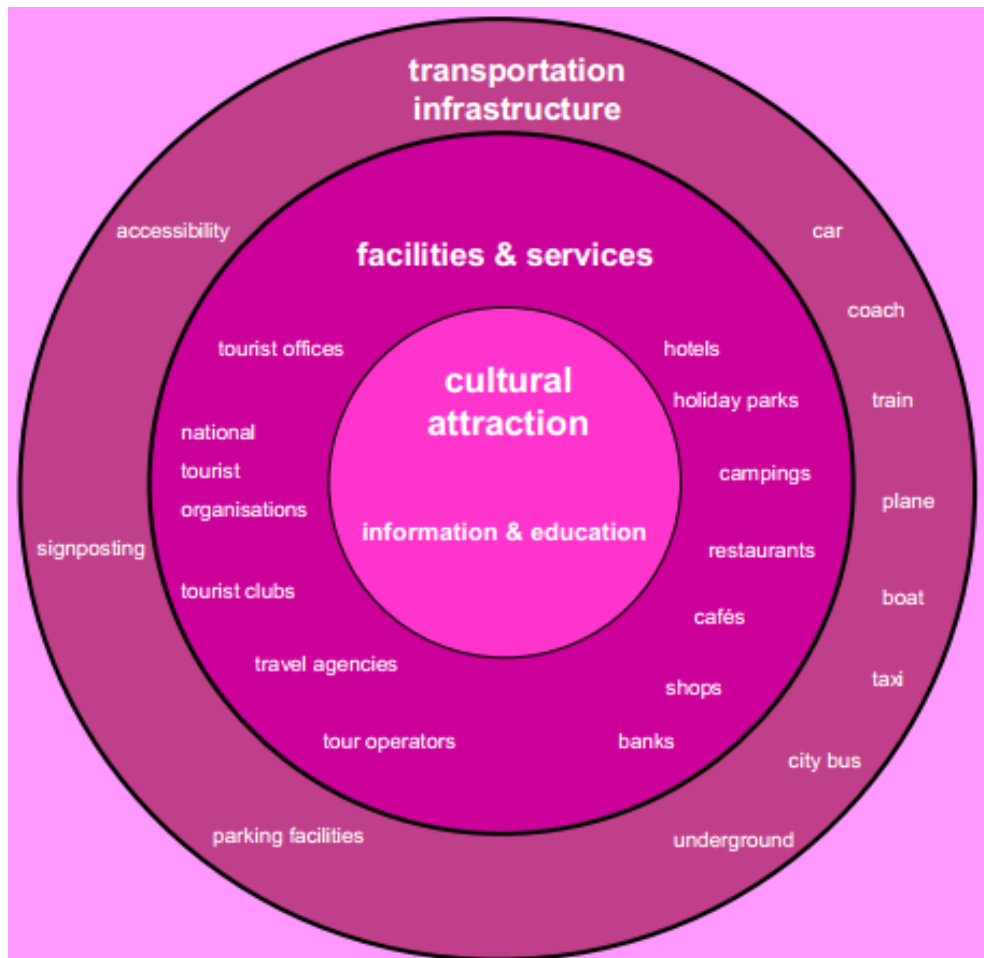 transportation
infrastructure
accessibility
car
facilities & services
coach
tourist offices
hotels
cultural
attraction
holiday parks
train
national
tourist
organisations
campings
plane
information & education
signposting
restaurants
tourist clubs
boat
cafés
travel agencies
taxi
shops
tour operators
banks
city bus
parking facilities
underground